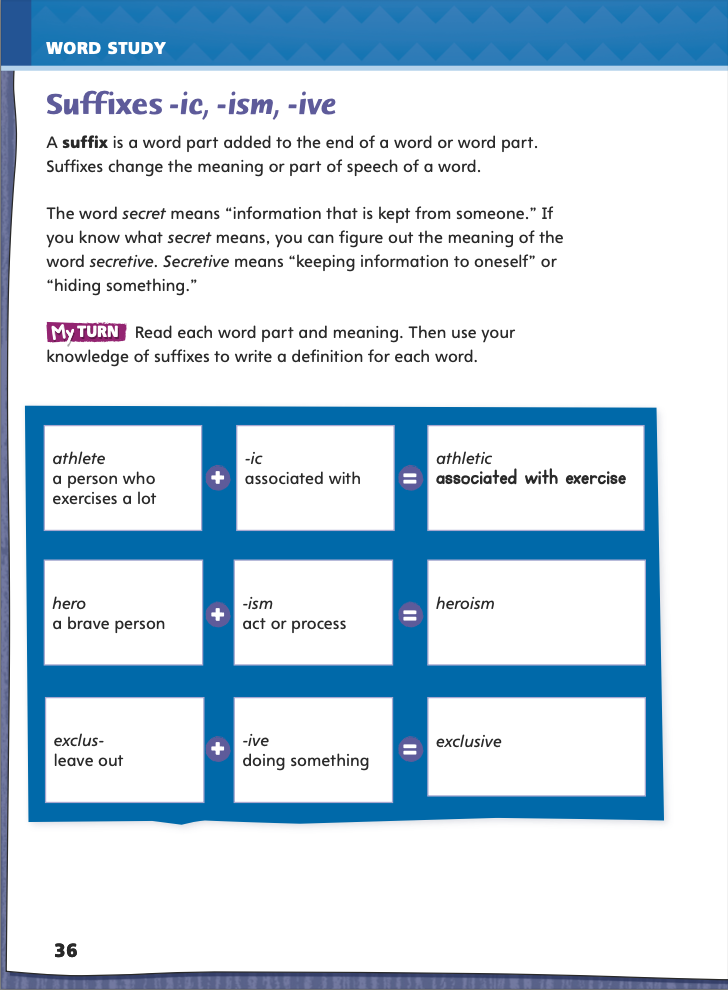 WORD STUDY
Suffixes -ic, -ism, -ive
A suffix is a word part added to the end of a word or word part.
Suffixes change the meaning or part of speech of a word.
The word secret means “information that is kept from someone.” If
you know what secret means, you can figure out the meaning of the
word secretive. Secretive means “keeping information to oneself” or
“hiding something.”
My TURN Read each word part and meaning. Then use your
knowledge of suffixes to write a definition for each word.
athlete
a person who
exercises a lot
+
-ic
associated with
=
athletic
associated with exercise
hero
a brave person
+
-ism
act or process
=
heroism
exclus-
leave out
+
-ive
doing something
=
exclusive
36